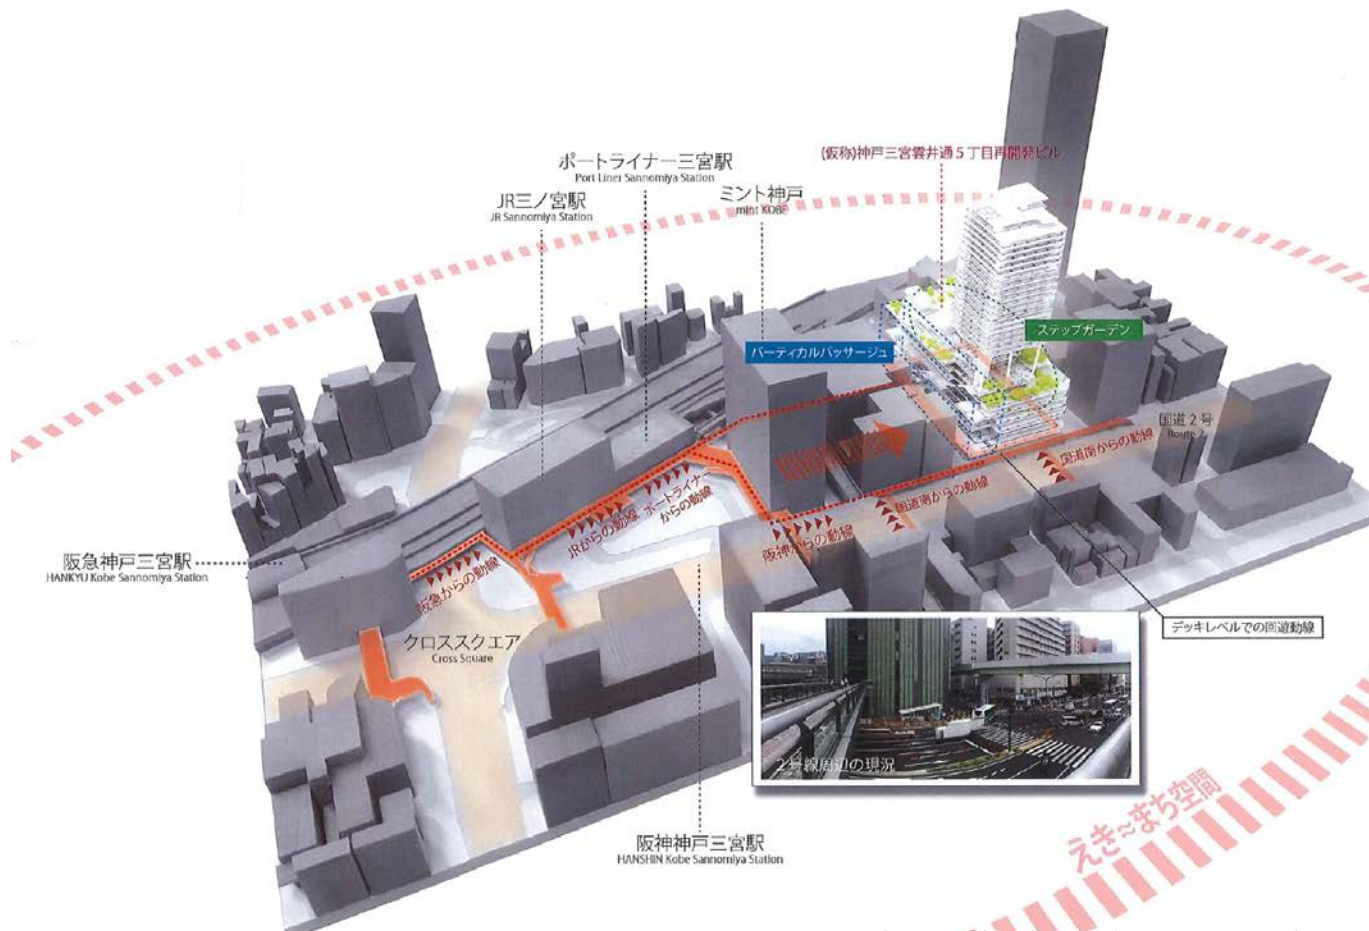 (仮称)神戸三宮雲井通5丁目再開発ビル
ポートライナー三宮駅
Port Liner Sannomiya Station
ミント神戸
mint KOBE
JR三ノ宮駅
JR Sannomiya Station
ステップガーデン
バーティカルパッサージュ
国道2号
Route 2
国道南からの動線
国道南からの動線
ポートライナーからの動線
JRからの動線
阪神からの動線
阪急神戸三宮駅
HANKYU Kobe Sannomiya Station
阪急からの動線
デッキレベルでの回遊動線
クロススクエア
Cross Square
2号線周辺の現況
えき～まち空間
阪神神戸三宮駅
HANSHIN Kobe Sannomiya Station